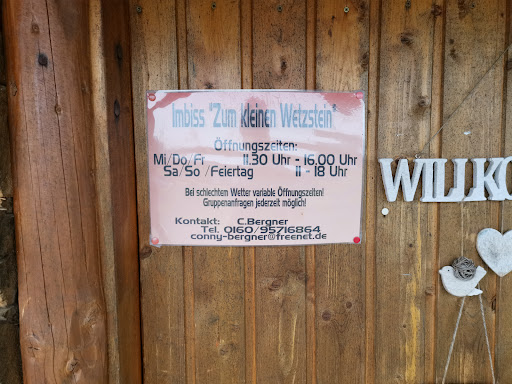 Imbiss "Zum kleinen Wetzstein"
Öffnungszeiten:
Mi/Do/Fr 11.30 Uhr - 16.00 Uhr
Sa/So /Feiertag 11 - 18 Uhr
Bei schlechtem Wetter variable Öffnungszeiten!
Gruppenanfragen jederzeit möglich!
Kontakt: C.Bergner
Tel. 0160/95716864
conny-bergner@freenet.de
WILLKO